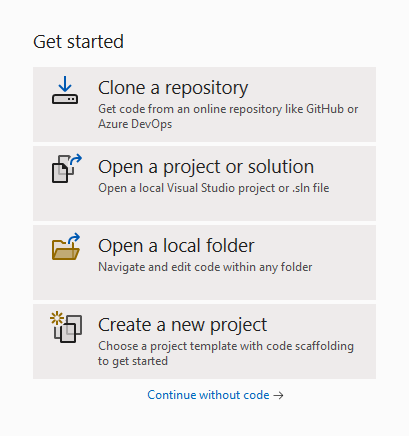 Get started
Clone a repository
Get code from an online repository like GitHub or
Azure DevOps
Open a project or solution
Open a local Visual Studio project or .sln file
Open a local folder
Navigate and edit code within any folder
Create a new project
Choose a project template with code scaffolding
to get started
Continue without code →